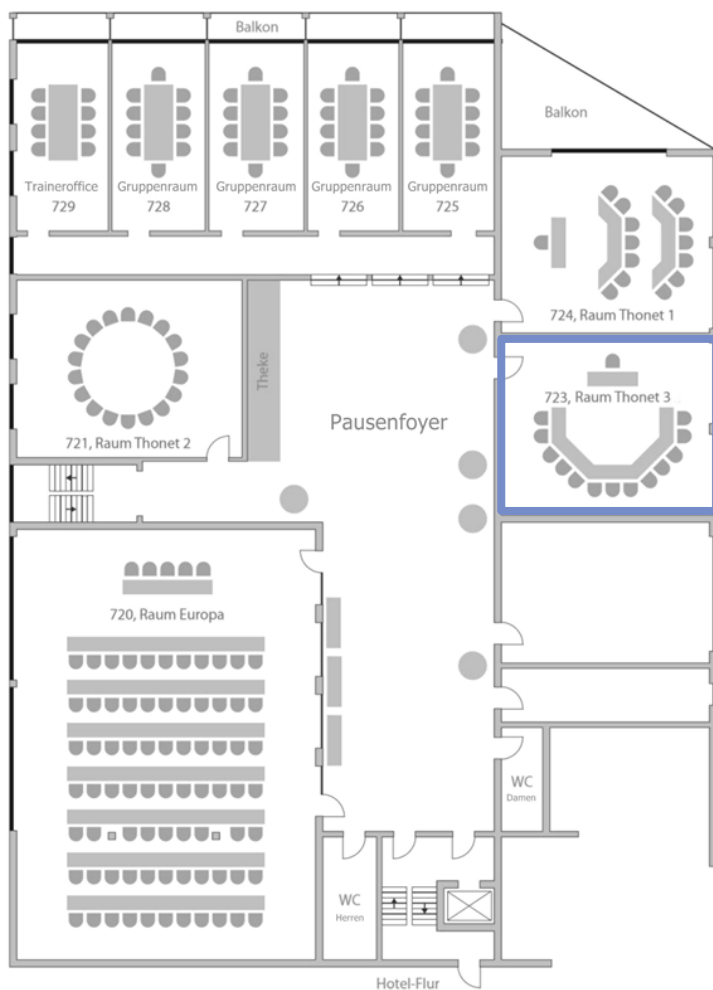 Balkon
Balkon
Traineroffice
729
Gruppenraum
728
Gruppenraum
727
Gruppenraum
726
Gruppenraum
725
724, Raum Thonet 1
Theke
723, Raum Thonet 3
Pausenfoyer
721, Raum Thonet 2
720, Raum Europa
WC
Damen
WC
Herren
Hotel-Flur